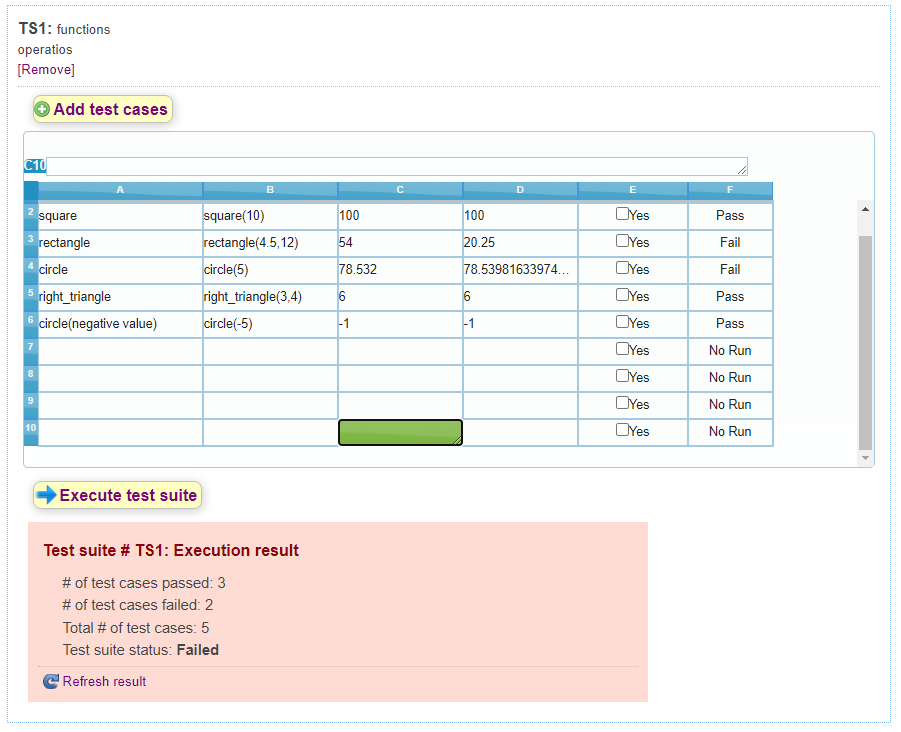 TS1: functions
operatios
[Remove]
Add test cases
C10
A B C D E F
2 square square(10) 100 100 Yes Pass
3 rectangle rectangle(4.5,12) 54 20.25 Yes Fail
4 circle circle(5) 78.532 78.53981633974... Yes Fail
5 right_triangle right_triangle(3,4) 6 6 Yes Pass
6 circle(negative value) circle(-5) -1 -1 Yes Pass
7 Yes No Run
8 Yes No Run
9 Yes No Run
10 Yes No Run
Execute test suite
Test suite # TS1: Execution result
# of test cases passed: 3
# of test cases failed: 2
Total # of test cases: 5
Test suite status: Failed
Refresh result